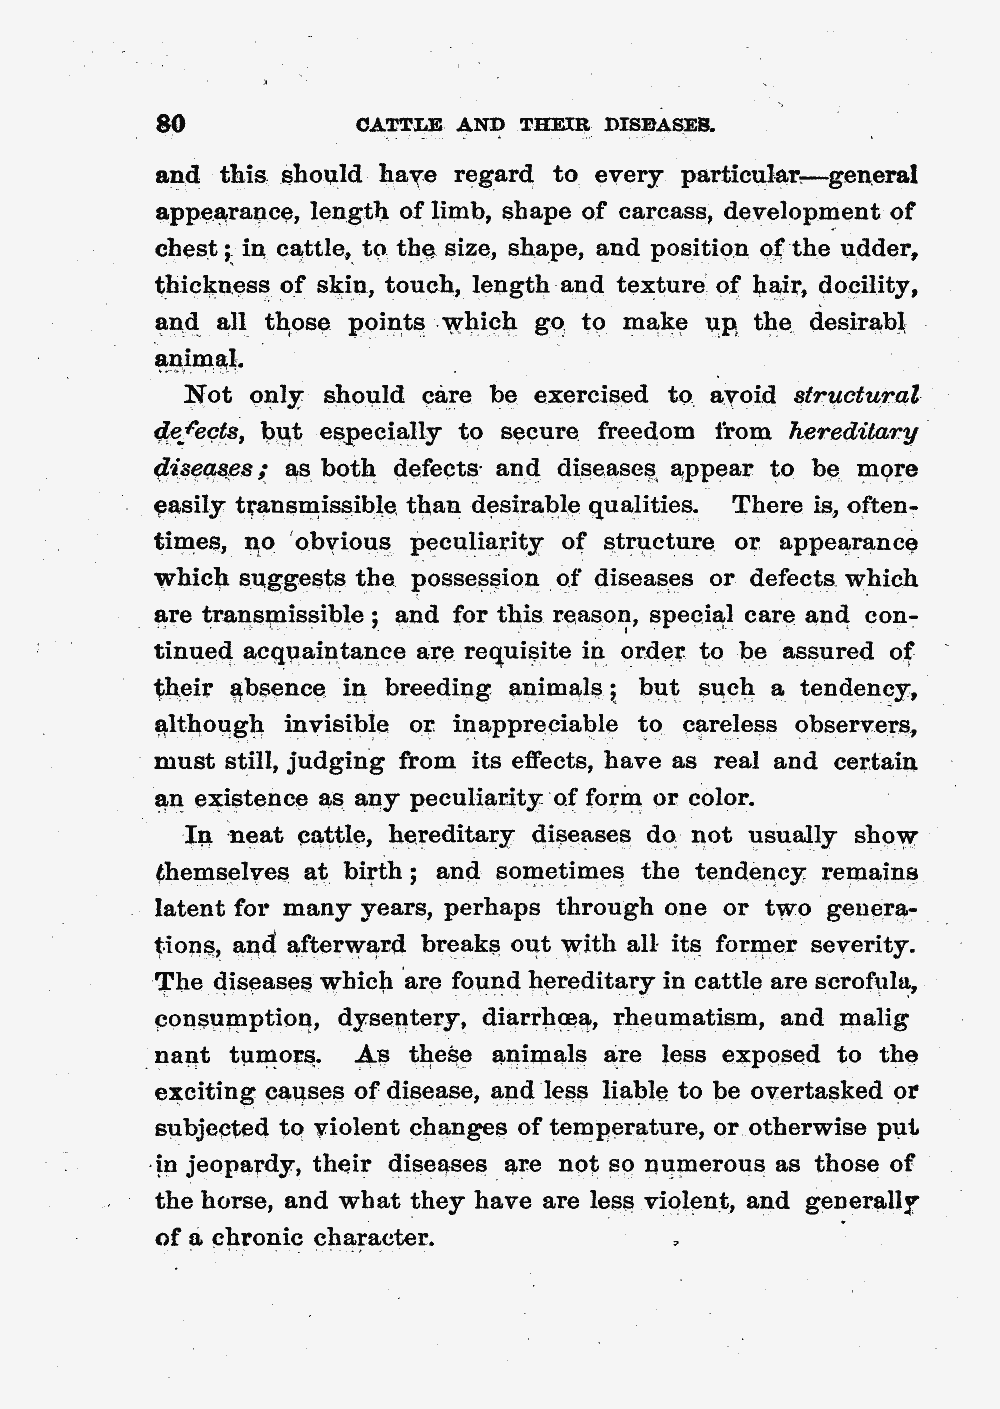 80 CATTLE AND THEIR DISEASES.
and this should have regard to every particular—general
appearance, length of limb, shape of carcass, development of
chest; in cattle, to the size, shape, and position of the udder,
thickness of skin, touch, length and texture of hair, docility,
and all those points which go to make up the desirabl
animal.
Not only should care be exercised to avoid structural
defects, but especially to secure freedom from hereditary
diseases; as both defects and diseases appear to be more
easily transmissible than desirable qualities. There is, often-
times, no obvious peculiarity of structure or appearance
which suggests the possession of diseases or defects which
are transmissible; and for this reason, special care and con-
tinued acquaintance are requisite in order to be assured of
their absence in breeding animals; but such a tendency,
although invisible or inappreciable to careless observers,
must still, judging from its effects, have as real and certain
an existence as any peculiarity of form or color.
In neat cattle, hereditary diseases do not usually show
themselves at birth; and sometimes the tendency remains
latent for many years, perhaps through one or two genera-
tions, and afterward breaks out with all its former severity.
The diseases which are found hereditary in cattle are scrofula,
consumption, dysentery, diarrhœa, rheumatism, and malig
nant tumors. As these animals are less exposed to the
exciting causes of disease, and less liable to be overtasked or
subjected to violent changes of temperature, or otherwise put
in jeopardy, their diseases are not so numerous as those of
the horse, and what they have are less violent, and generally
of a chronic character.